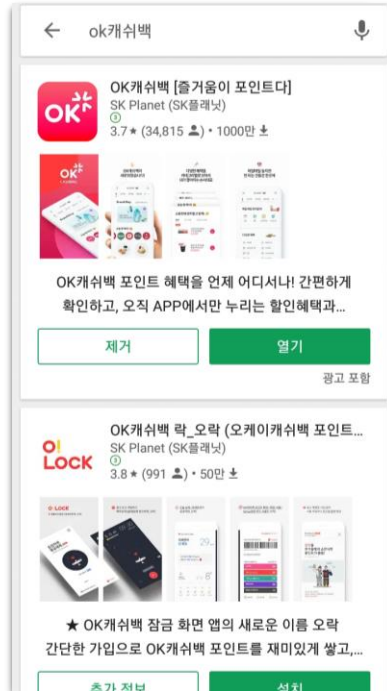 ok캐쉬백
OK캐쉬백 [즐거움이 포인트다]
SK Planet (SK플래닛)
3
3.7★ (34,815) • 1000만
OK
OK캐쉬백 포인트 혜택을 언제 어디서나! 간편하게
확인하고, 오직 APP에서만 누리는 할인혜택과...
제거
열기
광고 포함
OK캐쉬백 락_오락 (오케이캐쉬백 포인트...
SK Planet (SK플래닛)
3
3.8★ (991) • 50만
O!
LOCK
O! LOCK
29
★ OK캐쉬백 잠금 화면 앱의 새로운 이름 오락
간단한 가입으로 OK캐쉬백 포인트를 재미있게 쌓고,...
추가 정보
설치